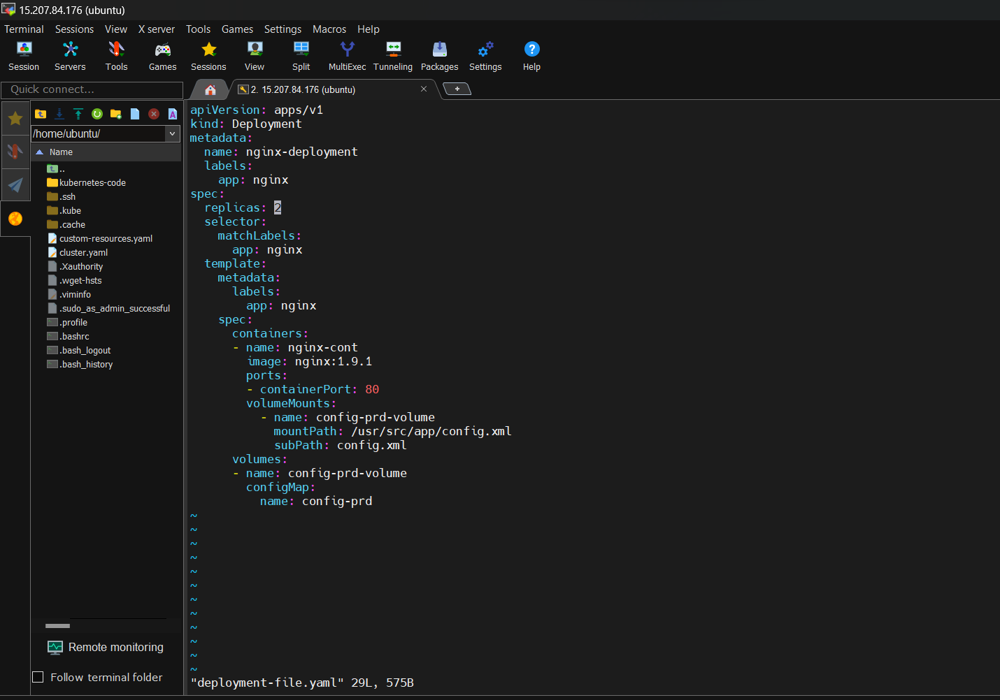 15.207.84.176 (ubuntu)
Terminal Sessions View X server Tools Games Settings Macros Help
Session Servers Tools Games Sessions View Split MultiExec Tunneling Packages Settings Help
Quick connect...
2. 15.207.84.176 (ubuntu)
/home/ubuntu/
Name
..
kubernetes-code
.ssh
.kube
.cache
custom-resources.yaml
cluster.yaml
.Xauthority
.wget-hsts
.viminfo
.sudo_as_admin_successful
.profile
.bashrc
.bash_logout
.bash_history
Remote monitoring
Follow terminal folder
apiVersion: apps/v1
kind: Deployment
metadata:
  name: nginx-deployment
  labels:
    app: nginx
spec:
  replicas: 2
  selector:
    matchLabels:
      app: nginx
  template:
    metadata:
      labels:
        app: nginx
    spec:
      containers:
      - name: nginx-cont
        image: nginx:1.9.1
        ports:
        - containerPort: 80
        volumeMounts:
          - name: config-prd-volume
            mountPath: /usr/src/app/config.xml
            subPath: config.xml
      volumes:
      - name: config-prd-volume
        configMap:
          name: config-prd
~
~
~
~
~
~
~
~
~
~
~
~
"deployment-file.yaml" 29L, 575B